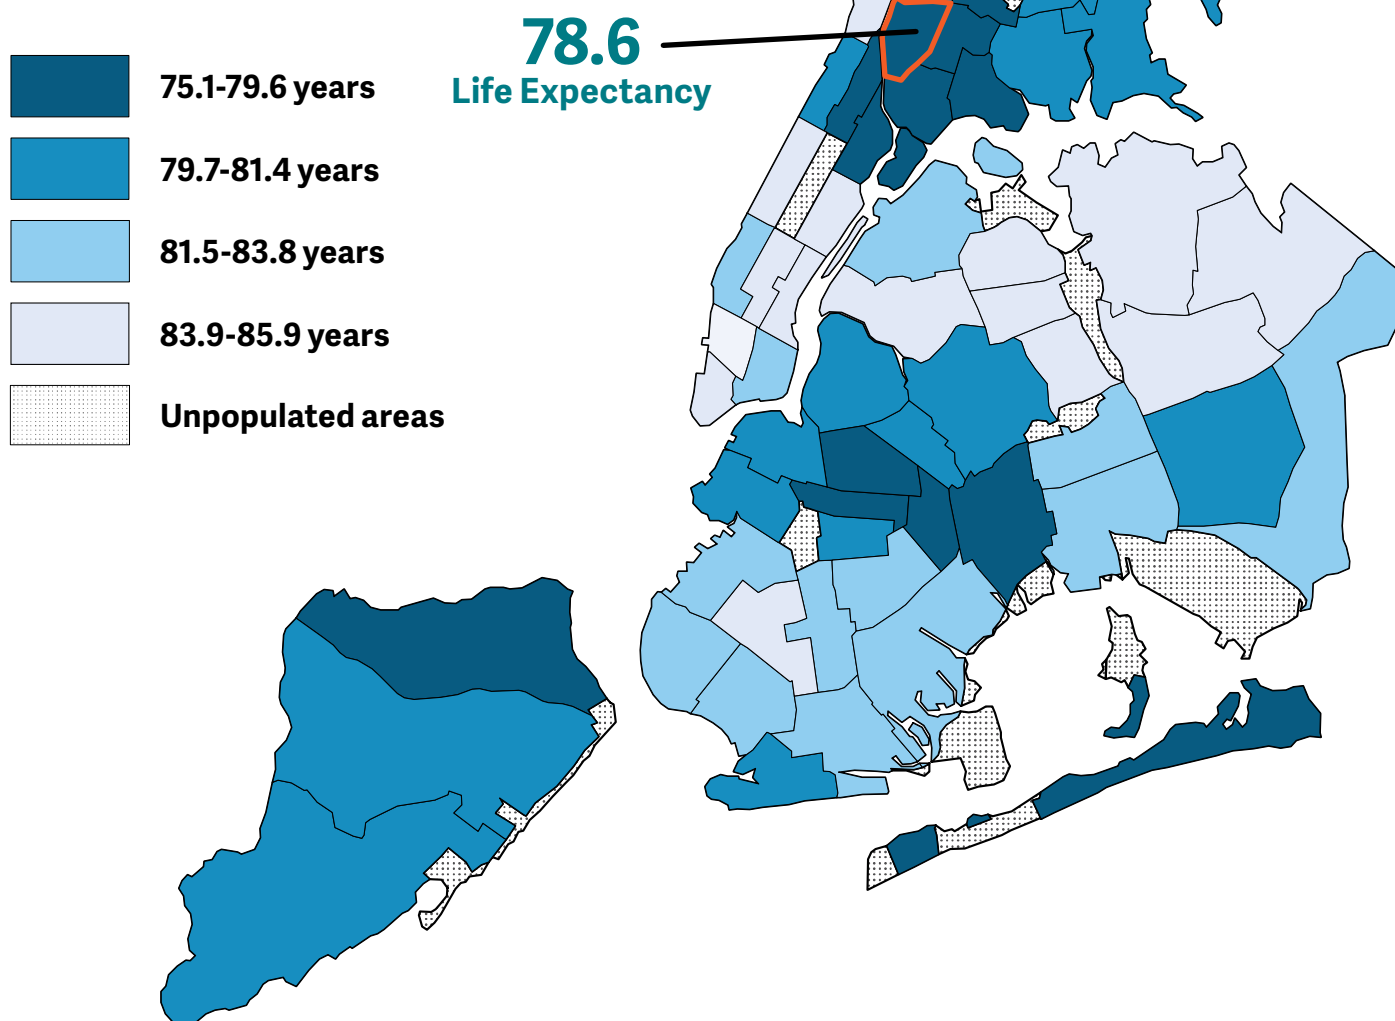 78.6
Life Expectancy
75.1-79.6 years
79.7-81.4 years
81.5-83.8 years
83.9-85.9 years
Unpopulated areas